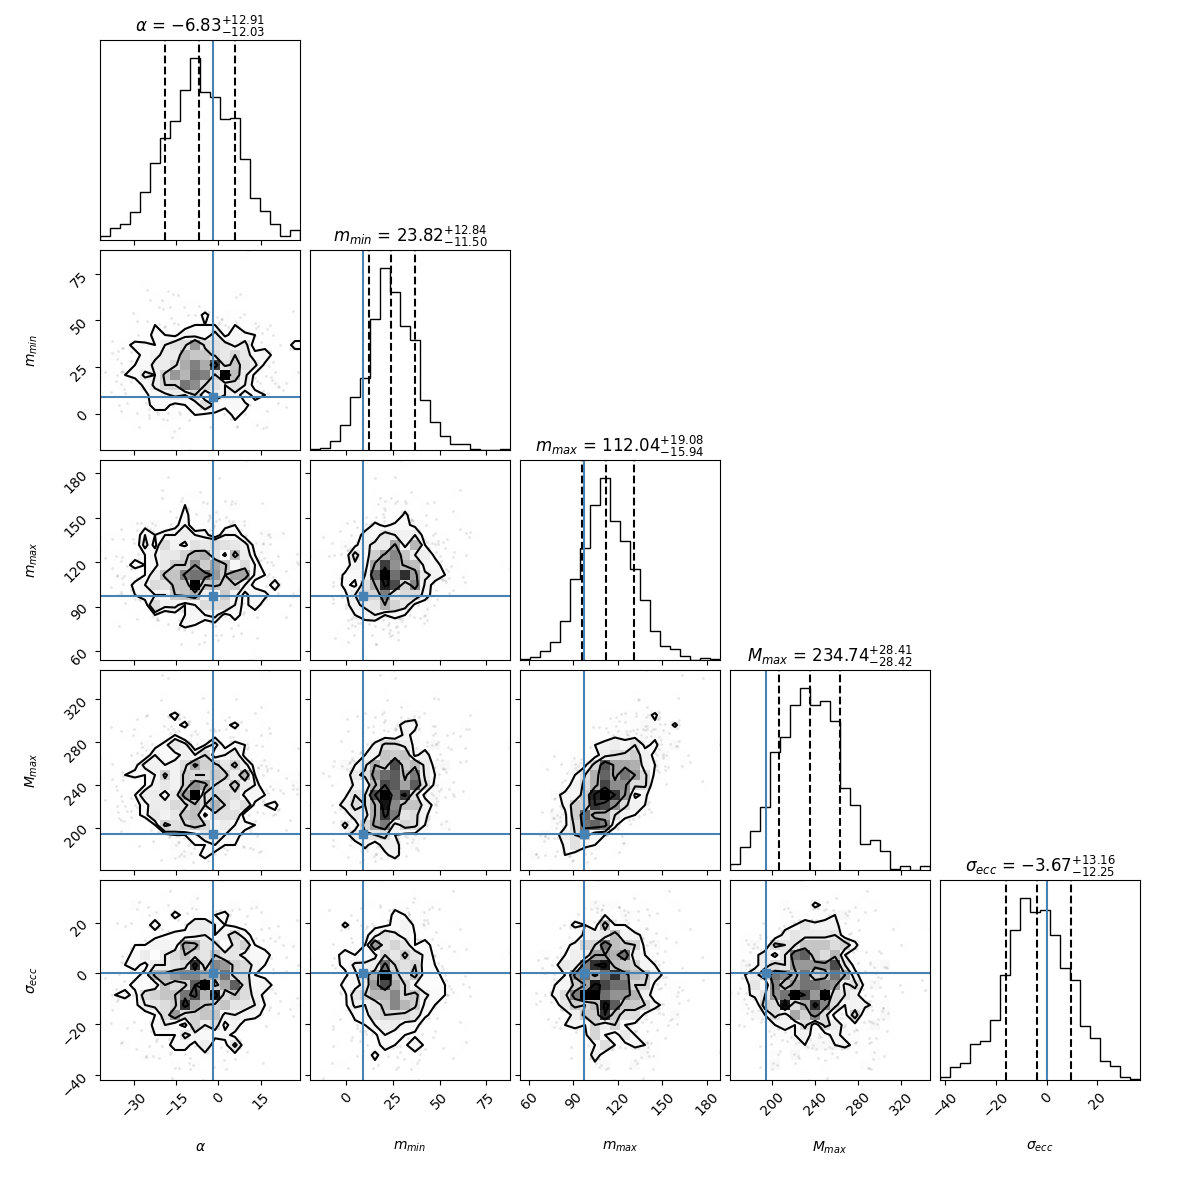 α = −6.83+12.91−12.03
m_min = 23.82+12.84−11.50
75
50
25
0
m_min
m_max = 112.04+19.08−15.94
180
150
120
90
60
m_max
M_max = 234.74+28.41−28.42
320
280
240
200
M_max
σ_ecc = −3.67+13.16−12.25
20
0
−20
−40
σ_ecc
−30 −15 0 15 0 25 50 75 60 90 120 150 180 200 240 280 320 −40 −20 0 20
α m_min m_max M_max σ_ecc